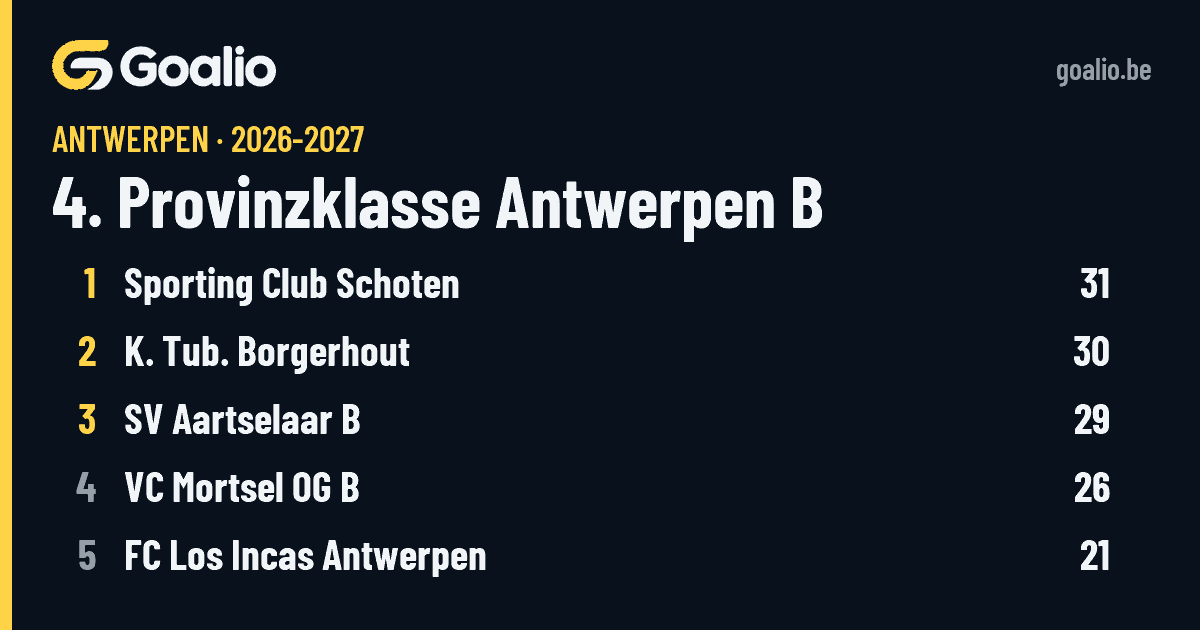 Goalio
goalio.be
ANTWERPEN · 2026-2027
4. Provinzklasse Antwerpen B
1 Sporting Club Schoten 31
2 K. Tub. Borgerhout 30
3 SV Aartselaar B 29
4 VC Mortsel OG B 26
5 FC Los Incas Antwerpen 21